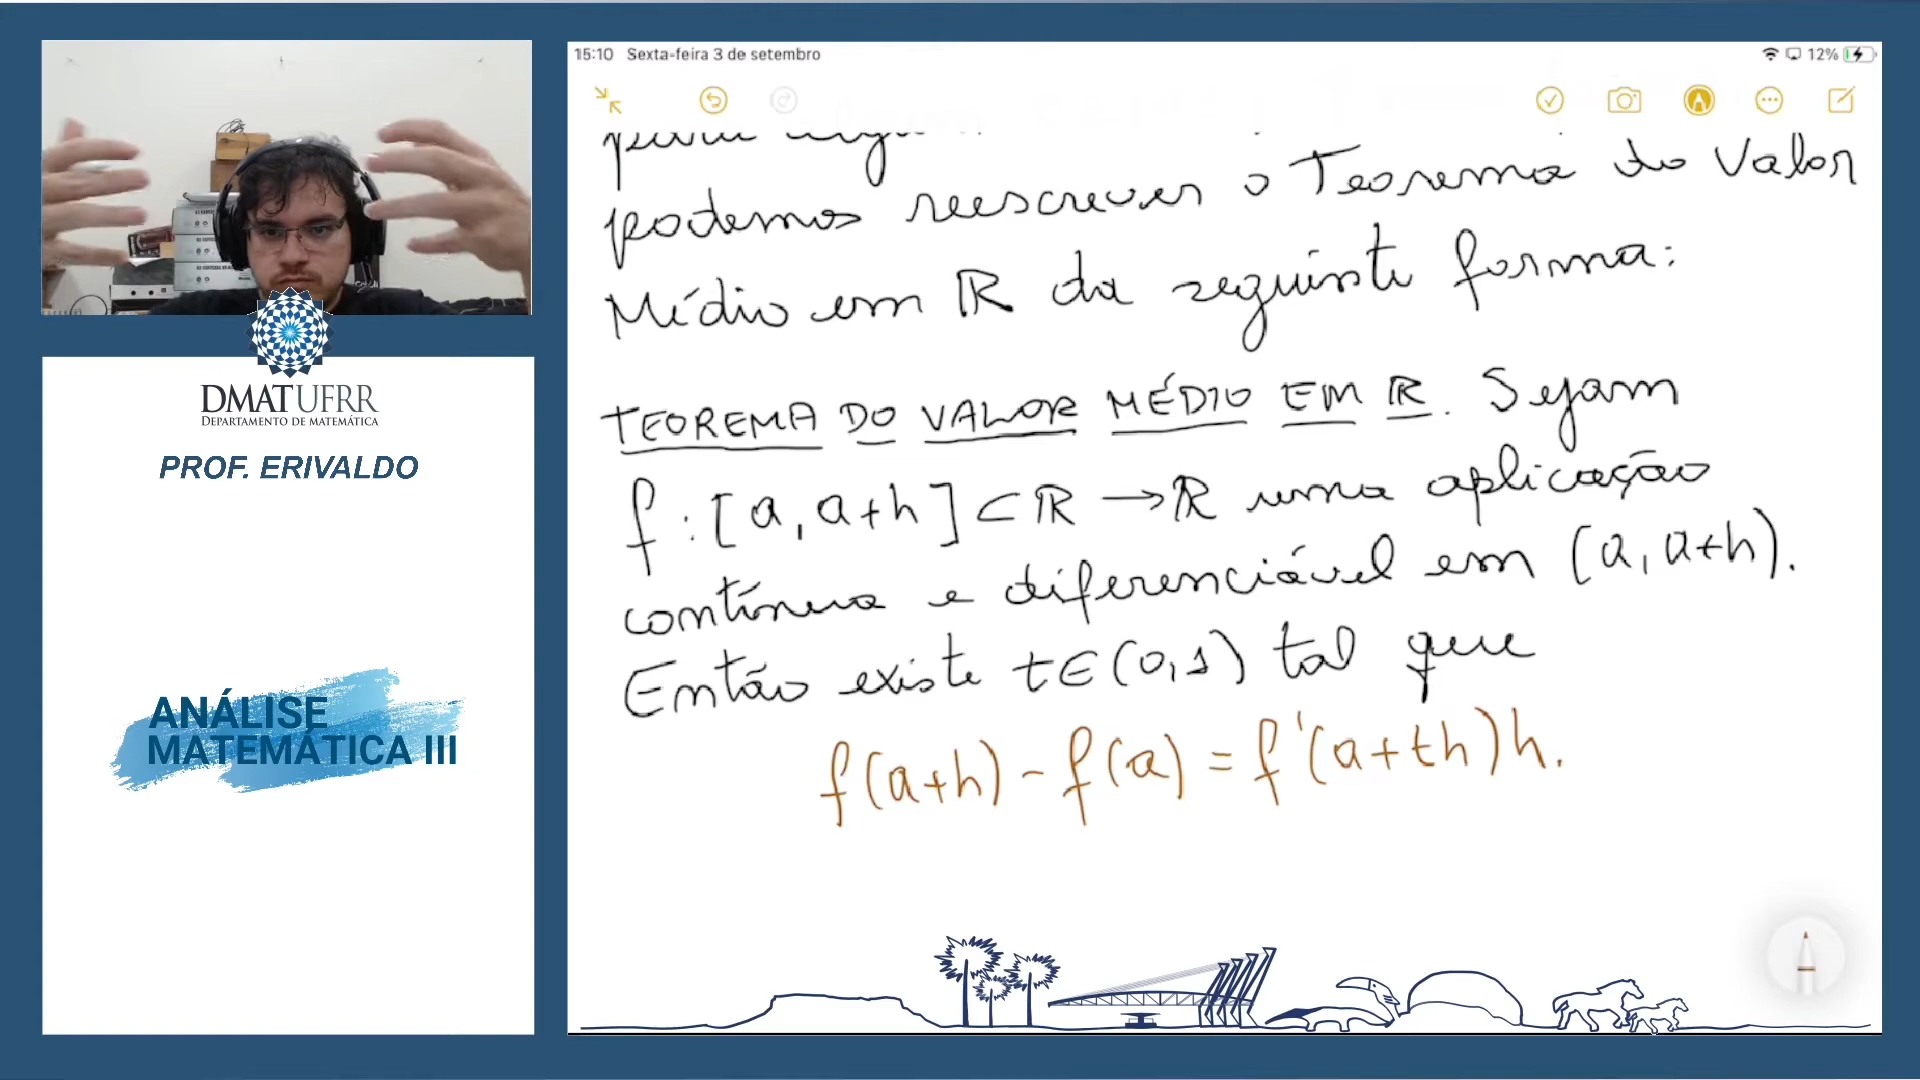 15:10 Sexta-feira 3 de setembro
12%
para
podemos reescrever o Teorema do Valor
Médio em ℝ da seguinte forma:
TEOREMA DO VALOR MÉDIO EM ℝ. Sejam
f:[a,a+h]⊂ℝ→ℝ uma aplicação
contínua e diferenciável em (a,a+h).
Então existe t∈(0,1) tal que
f(a+h)-f(a)=f'(a+th)h.
DMATUFRR
DEPARTAMENTO DE MATEMÁTICA
PROF. ERIVALDO
ANÁLISE
MATEMÁTICA III